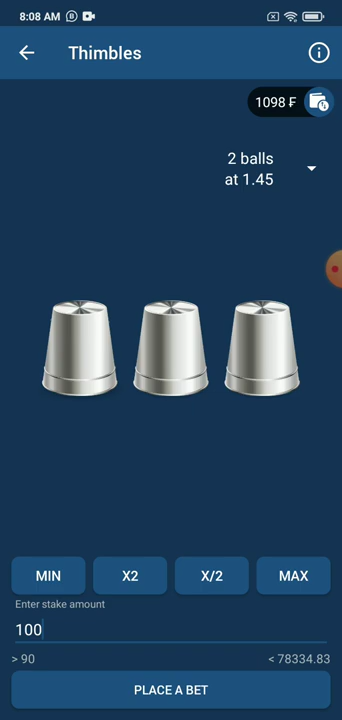 8:08 AM
Thimbles
1098 ₣
2 balls
at 1.45
MIN X2 X/2 MAX
Enter stake amount
100
> 90 < 78334.83
PLACE A BET